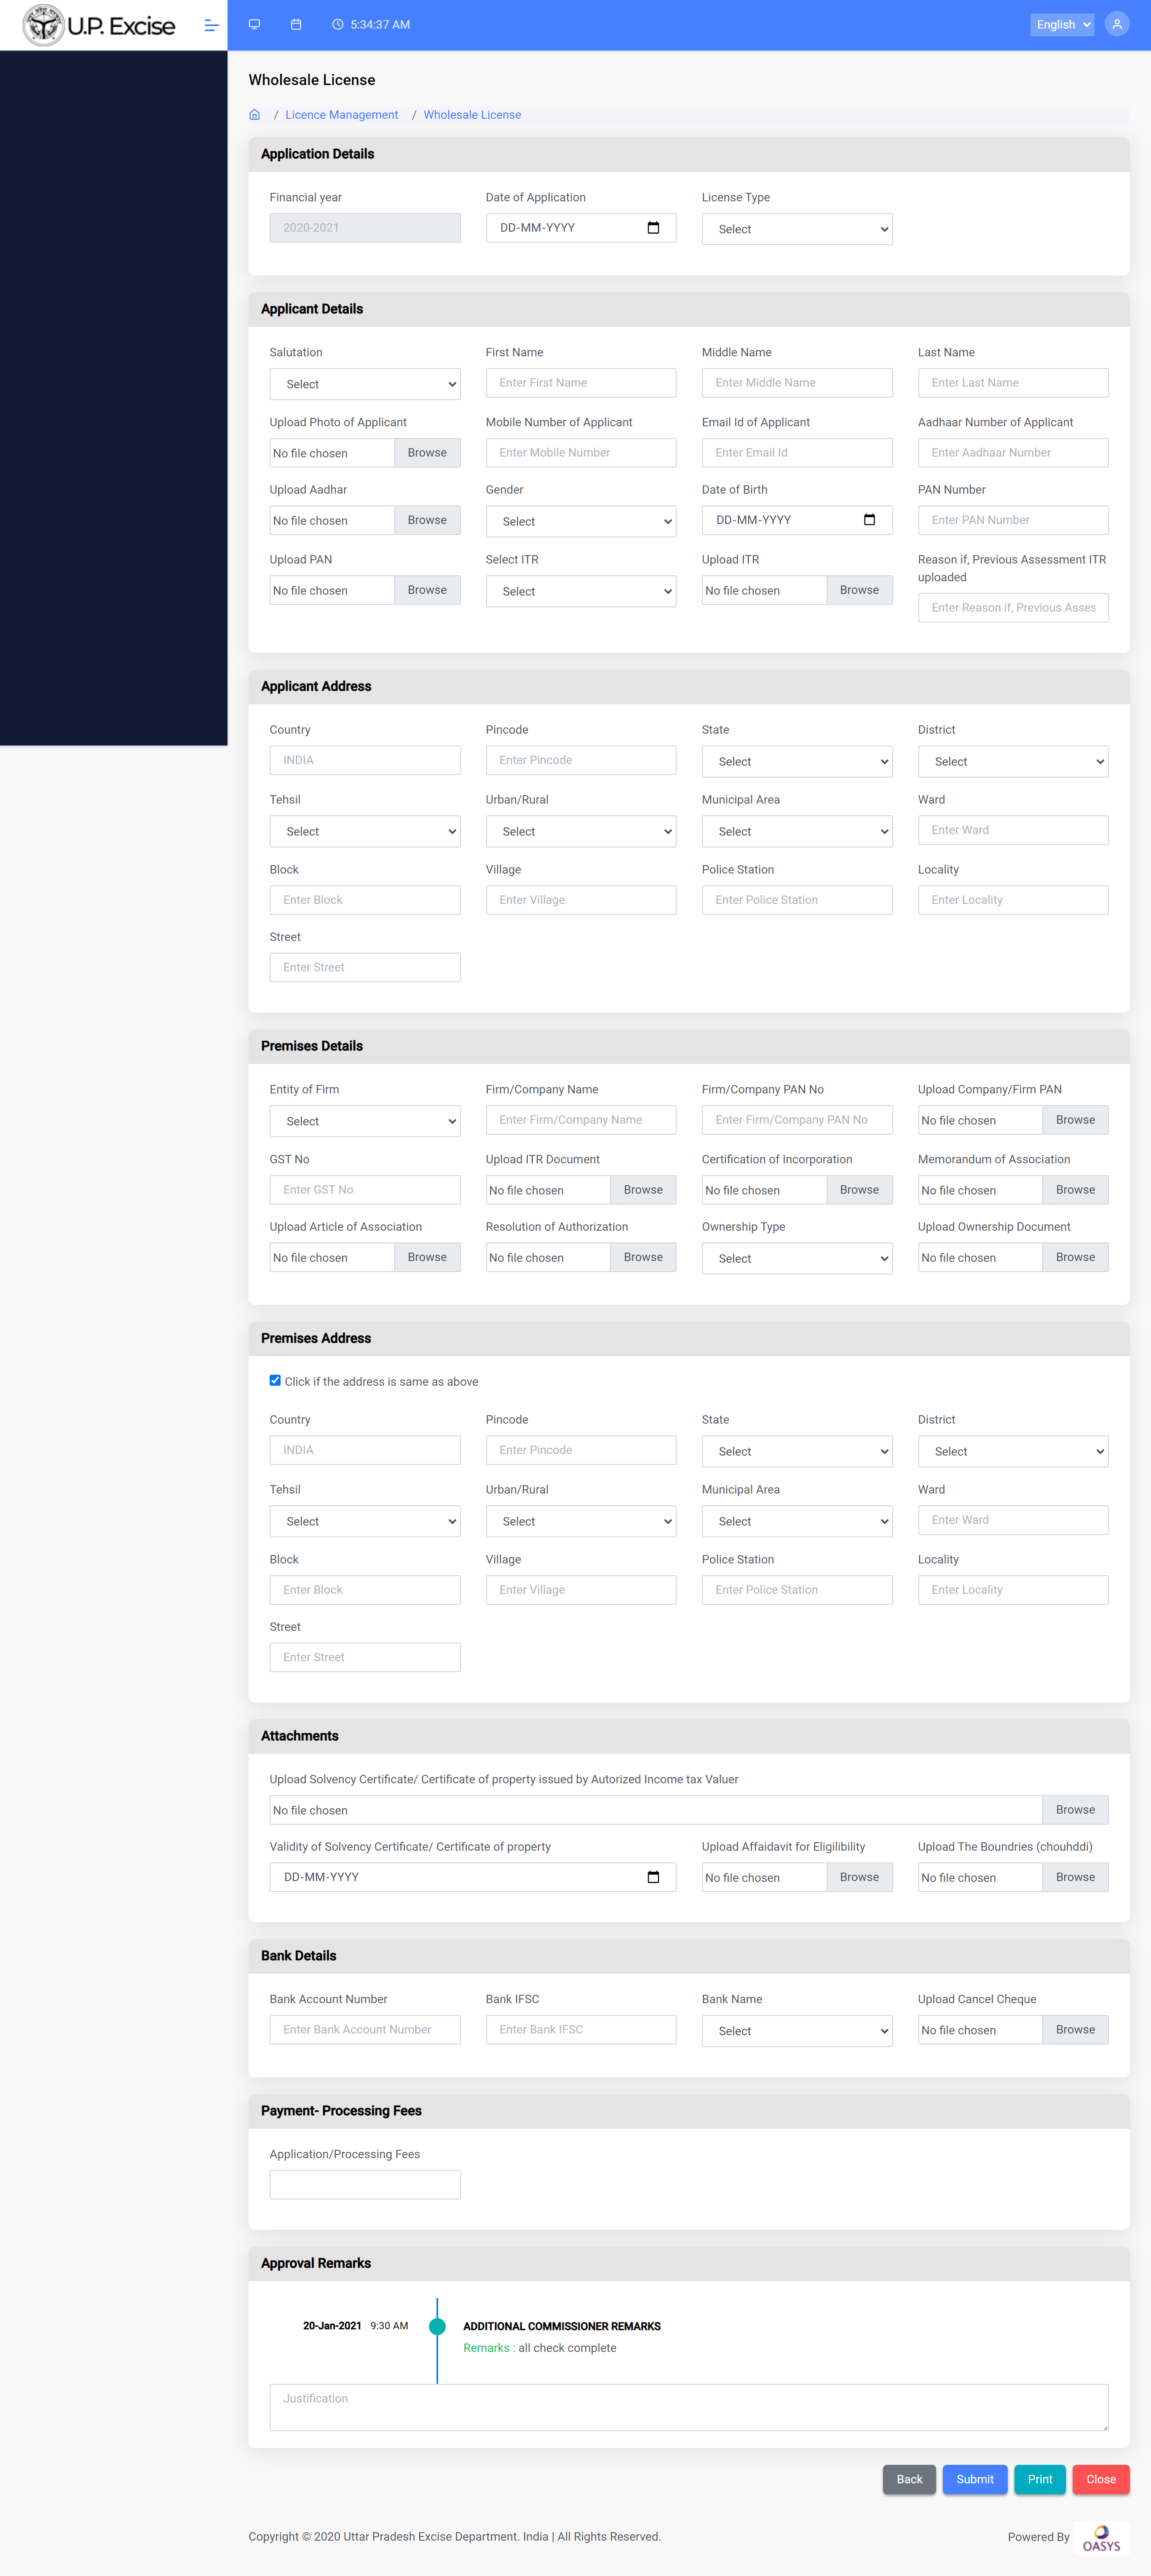 U.P. Excise
5:34:37 AM
English
Wholesale License
/ Licence Management / Wholesale License
Application Details
Financial year Date of Application License Type
2020-2021 DD-MM-YYYY Select
Applicant Details
Salutation First Name Middle Name Last Name
Select Enter First Name Enter Middle Name Enter Last Name
Upload Photo of Applicant Mobile Number of Applicant Email Id of Applicant Aadhaar Number of Applicant
No file chosen Browse Enter Mobile Number Enter Email Id Enter Aadhaar Number
Upload Aadhar Gender Date of Birth PAN Number
No file chosen Browse Select DD-MM-YYYY Enter PAN Number
Upload PAN Select ITR Upload ITR Reason if, Previous Assessment ITR
uploaded
No file chosen Browse Select No file chosen Browse Enter Reason if, Previous Asses
Applicant Address
Country Pincode State District
INDIA Enter Pincode Select Select
Tehsil Urban/Rural Municipal Area Ward
Select Select Select Enter Ward
Block Village Police Station Locality
Enter Block Enter Village Enter Police Station Enter Locality
Street
Enter Street
Premises Details
Entity of Firm Firm/Company Name Firm/Company PAN No Upload Company/Firm PAN
Select Enter Firm/Company Name Enter Firm/Company PAN No No file chosen Browse
GST No Upload ITR Document Certification of Incorporation Memorandum of Association
Enter GST No No file chosen Browse No file chosen Browse No file chosen Browse
Upload Article of Association Resolution of Authorization Ownership Type Upload Ownership Document
No file chosen Browse No file chosen Browse Select No file chosen Browse
Premises Address
Click if the address is same as above
Country Pincode State District
INDIA Enter Pincode Select Select
Tehsil Urban/Rural Municipal Area Ward
Select Select Select Enter Ward
Block Village Police Station Locality
Enter Block Enter Village Enter Police Station Enter Locality
Street
Enter Street
Attachments
Upload Solvency Certificate/ Certificate of property issued by Autorized Income tax Valuer
No file chosen Browse
Validity of Solvency Certificate/ Certificate of property Upload Affaidavit for Eligilibility Upload The Boundries (chouhddi)
DD-MM-YYYY No file chosen Browse No file chosen Browse
Bank Details
Bank Account Number Bank IFSC Bank Name Upload Cancel Cheque
Enter Bank Account Number Enter Bank IFSC Select No file chosen Browse
Payment- Processing Fees
Application/Processing Fees
Approval Remarks
20-Jan-2021 9:30 AM ADDITIONAL COMMISSIONER REMARKS
Remarks : all check complete
Justification
Back Submit Print Close
Copyright © 2020 Uttar Pradesh Excise Department. India | All Rights Reserved. Powered By OASYS